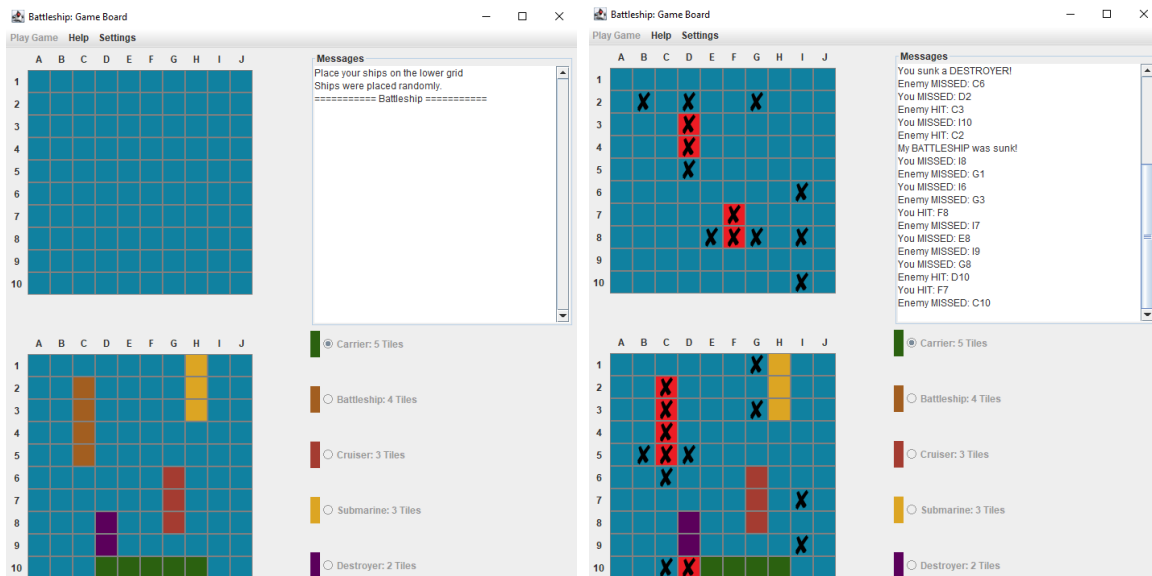 Battleship: Game Board
Play Game Help Settings
A B C D E F G H I J
Messages
1
2
3
4
5
6
7
8
9
10
Place your ships on the lower grid
Ships were placed randomly.
=========== Battleship ===========
A B C D E F G H I J
1
2
3
4
5
6
7
8
9
10
Carrier: 5 Tiles
Battleship: 4 Tiles
Cruiser: 3 Tiles
Submarine: 3 Tiles
Destroyer: 2 Tiles
Battleship: Game Board
Play Game Help Settings
A B C D E F G H I J
Messages
1
2
3
4
5
6
7
8
9
10
You sunk a DESTROYER!
Enemy MISSED: C6
You MISSED: D2
Enemy HIT: C3
You MISSED: I10
Enemy HIT: C2
My BATTLESHIP was sunk!
You MISSED: I8
Enemy MISSED: G1
You MISSED: I6
Enemy MISSED: G3
You HIT: F8
Enemy MISSED: I7
You MISSED: E8
Enemy MISSED: I9
You MISSED: G8
Enemy HIT: D10
You HIT: F7
Enemy MISSED: C10
A B C D E F G H I J
1
2
3
4
5
6
7
8
9
10
Carrier: 5 Tiles
Battleship: 4 Tiles
Cruiser: 3 Tiles
Submarine: 3 Tiles
Destroyer: 2 Tiles